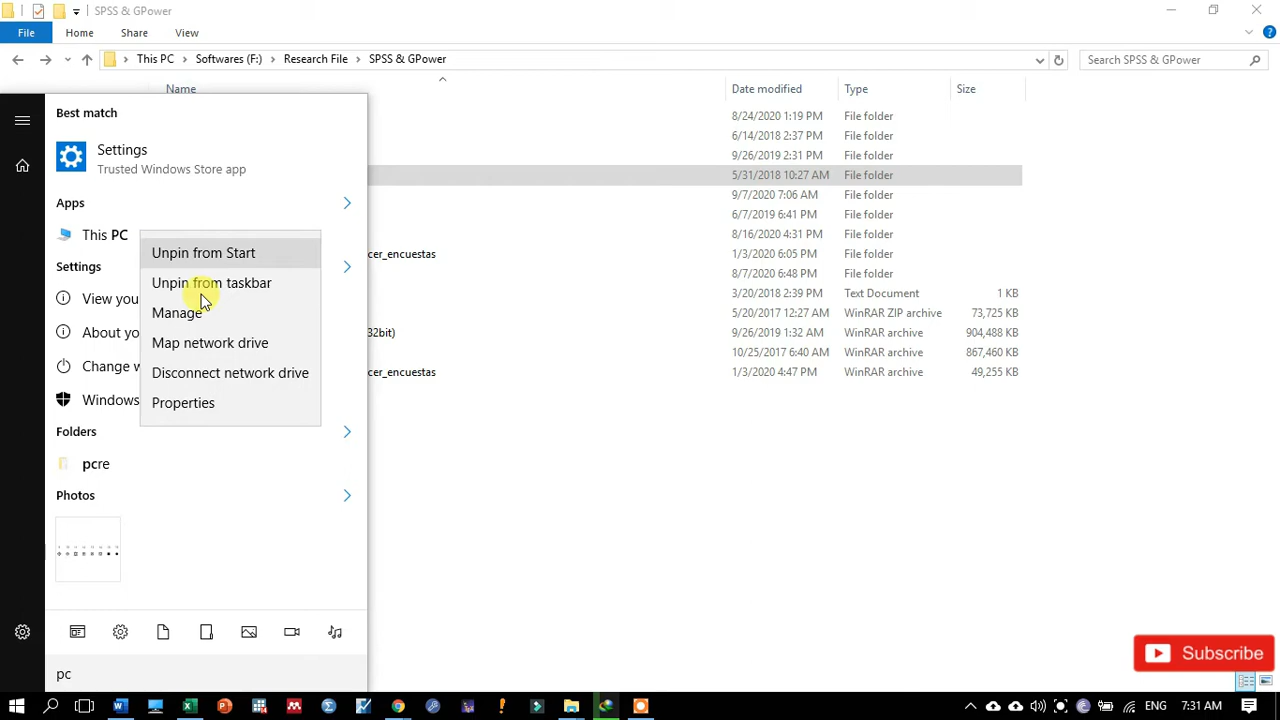 SPSS & GPower
File Home Share View
This PC Softwares (F:) Research File SPSS & GPower Search SPSS & GPower
Name Date modified Type Size
Best match
Settings
Trusted Windows Store app
Apps
This PC
Settings
View you
About yo
Change w
Windows
Folders
pcre
Photos
pc
Unpin from Start
Unpin from taskbar
Manage
Map network drive
Disconnect network drive
Properties
8/24/2020 1:19 PM File folder
6/14/2018 2:37 PM File folder
9/26/2019 2:31 PM File folder
5/31/2018 10:27 AM File folder
9/7/2020 7:06 AM File folder
6/7/2019 6:41 PM File folder
8/16/2020 4:31 PM File folder
cer_encuestas 1/3/2020 6:05 PM File folder
8/7/2020 6:48 PM File folder
3/20/2018 2:39 PM Text Document 1 KB
5/20/2017 12:27 AM WinRAR ZIP archive 73,725 KB
32bit) 9/26/2019 1:32 AM WinRAR archive 904,488 KB
10/25/2017 6:40 AM WinRAR archive 867,460 KB
cer_encuestas 1/3/2020 4:47 PM WinRAR archive 49,255 KB
Subscribe
ENG 7:31 AM